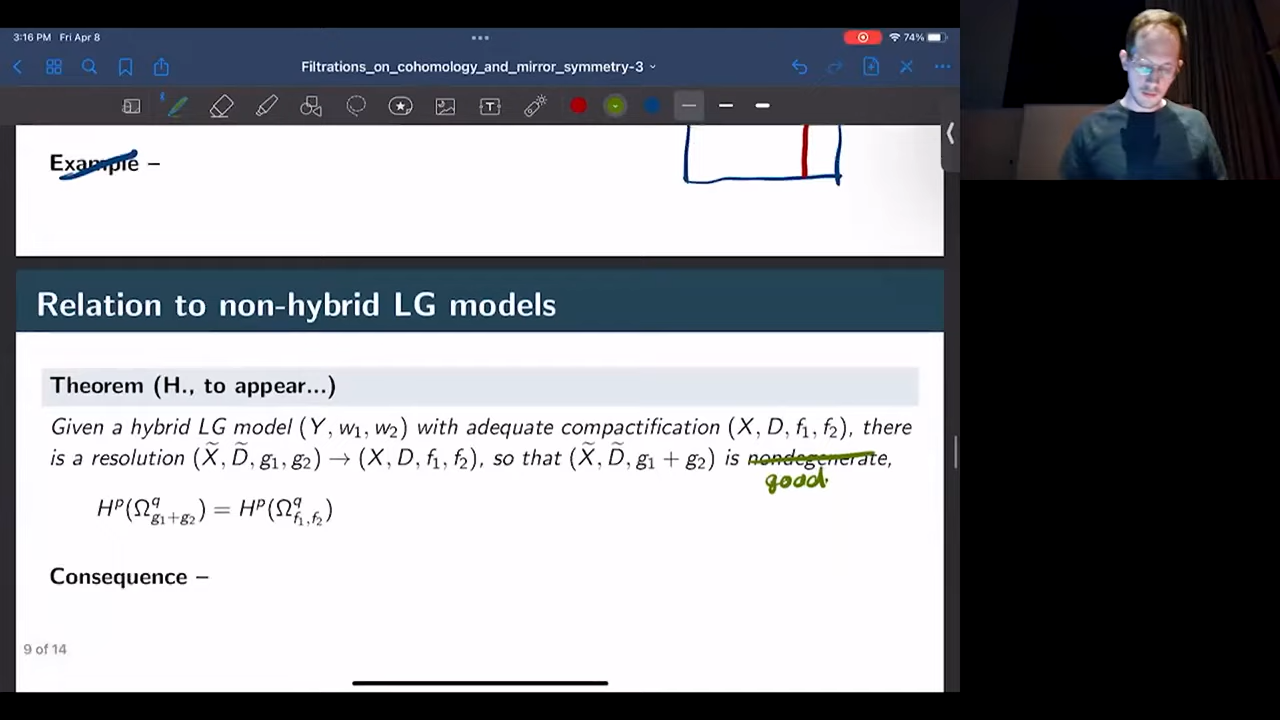 3:16 PM Fri Apr 8
74%
Filtrations_on_cohomology_and_mirror_symmetry-3
Example –
Relation to non-hybrid LG models
Theorem (H., to appear...)
Given a hybrid LG model (Y, w₁, w₂) with adequate compactification (X, D, f₁, f₂), there
is a resolution (X̃, D̃, g₁, g₂) → (X, D, f₁, f₂), so that (X̃, D̃, g₁ + g₂) is nondegenerate,
good.
Hᵖ(Ω^q_{g₁+g₂}) = Hᵖ(Ω^q_{f₁,f₂})
Consequence –
9 of 14